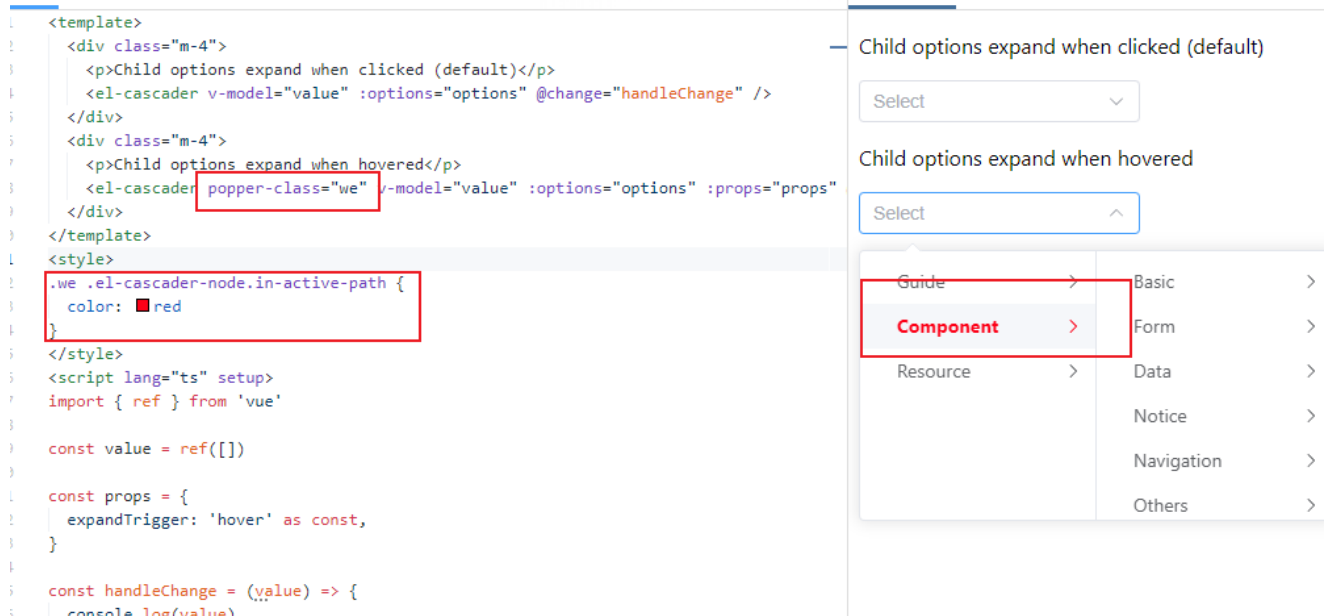 <template>
<div class="m-4">
<p>Child options expand when clicked (default)</p>
<el-cascader v-model="value" :options="options" @change="handleChange" />
</div>
<div class="m-4">
<p>Child options expand when hovered</p>
<el-cascader popper-class="we" v-model="value" :options="options" :props="props"
</div>
</template>
<style>
.we .el-cascader-node.in-active-path {
color: red
}
</style>
<script lang="ts" setup>
import { ref } from 'vue'
const value = ref([])
const props = {
expandTrigger: 'hover' as const,
}
const handleChange = (value) => {
console.log(value)
Child options expand when clicked (default)
Select
Child options expand when hovered
Select
Guide
Component
Resource
Basic
Form
Data
Notice
Navigation
Others